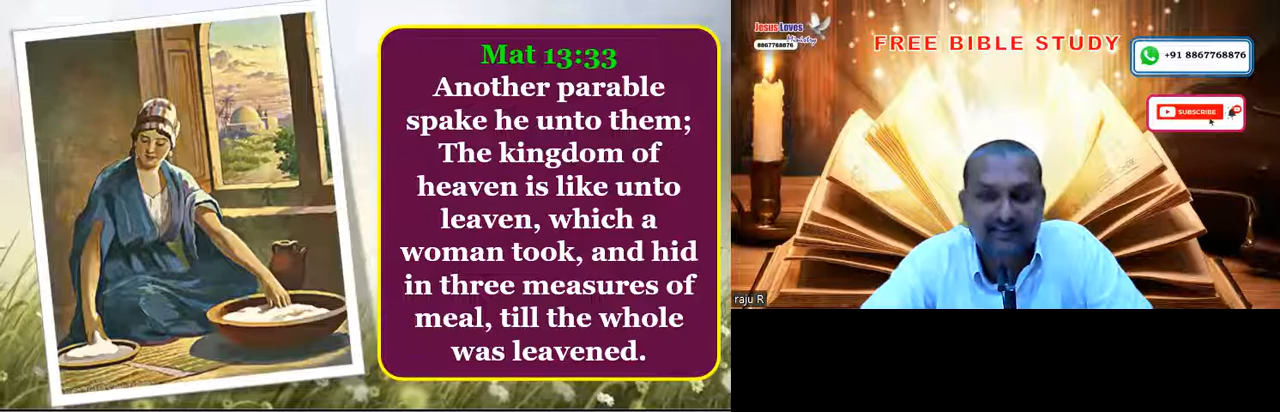 Mat 13:33
Another parable
spake he unto them;
The kingdom of
heaven is like unto
leaven, which a
woman took, and hid
in three measures of
meal, till the whole
was leavened.
Jesus Loves
Ministry
8867768876
FREE BIBLE STUDY
+91 8867768876
SUBSCRIBE
raju R